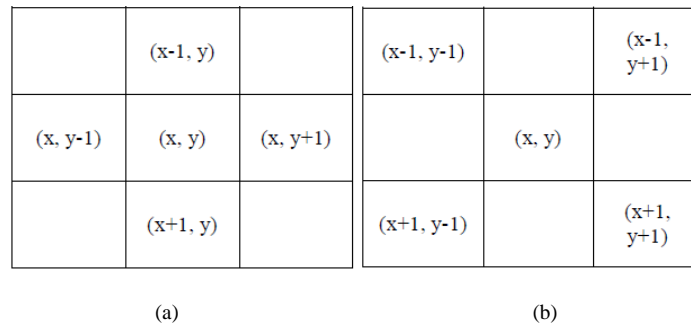 (x-1, y)
(x, y-1) (x, y) (x, y+1)
(x+1, y)
(a)
(x-1, y-1) (x-1,
y+1)
(x, y)
(x+1, y-1) (x+1,
y+1)
(b)